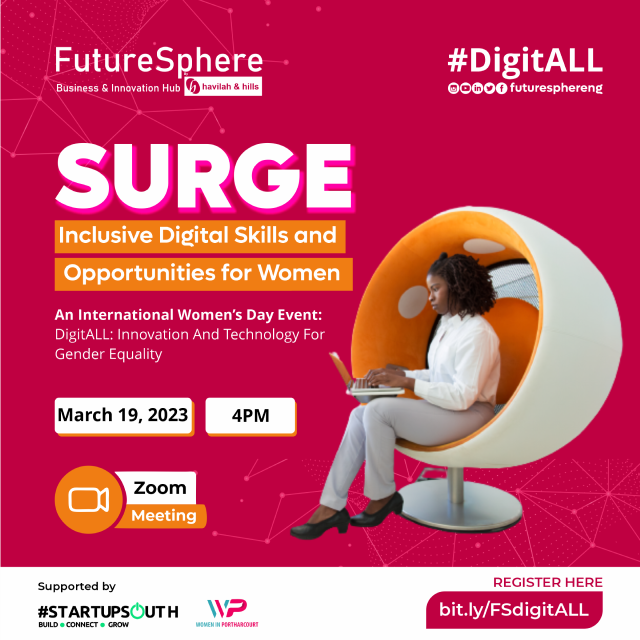 FutureSphere
Business & Innovation Hub
BY
havilah & hills
#DigitALL
futuresphereng
SURGE
Inclusive Digital Skills and
Opportunities for Women
An International Women's Day Event:
DigitALL: Innovation And Technology For
Gender Equality
March 19, 2023
4PM
Zoom
Meeting
Supported by
#STARTUPSOUTH
BUILD CONNECT GROW
WP
WOMEN IN PORTHARCOURT
REGISTER HERE
bit.ly/FSdigitALL